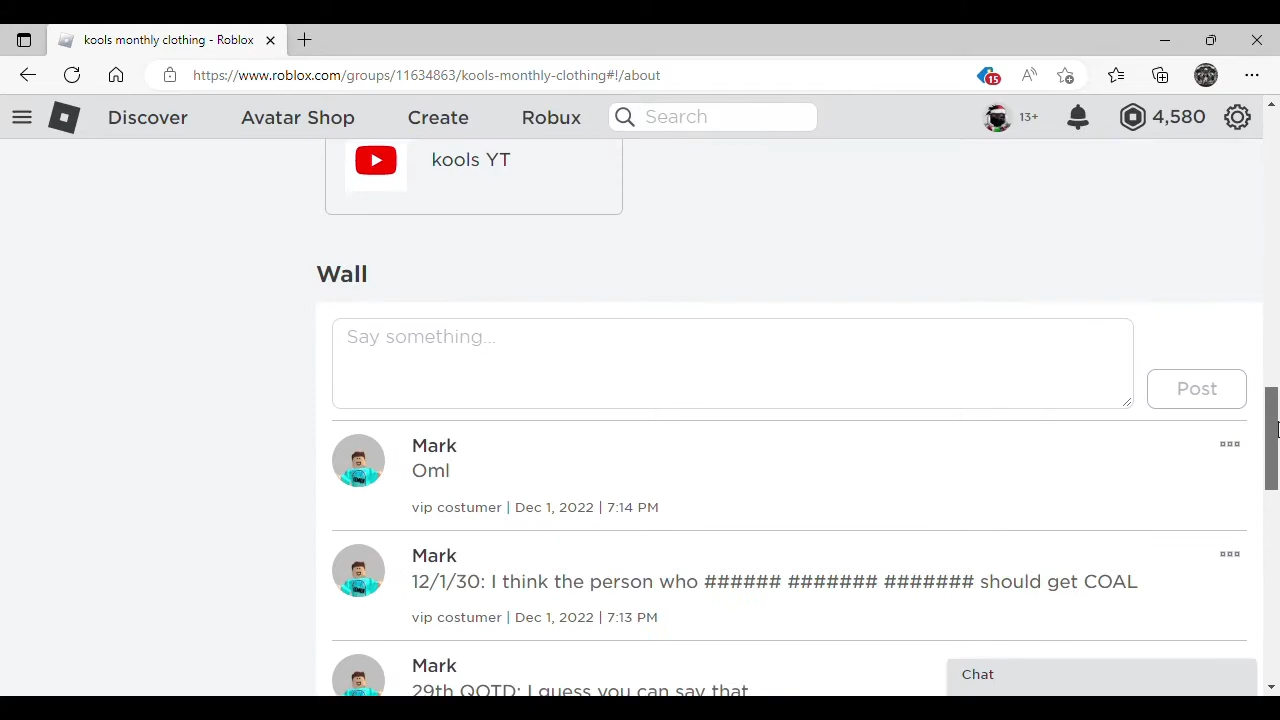 kools monthly clothing - Roblox
https://www.roblox.com/groups/11634863/kools-monthly-clothing#!/about
15
Discover Avatar Shop Create Robux Search 13+ 4,580
kools YT
Wall
Say something...
Post
Mark
Oml
vip costumer | Dec 1, 2022 | 7:14 PM
Mark
12/1/30: I think the person who ###### ####### ####### should get COAL
vip costumer | Dec 1, 2022 | 7:13 PM
Mark
29th QOTD: I guess you can say that
Chat